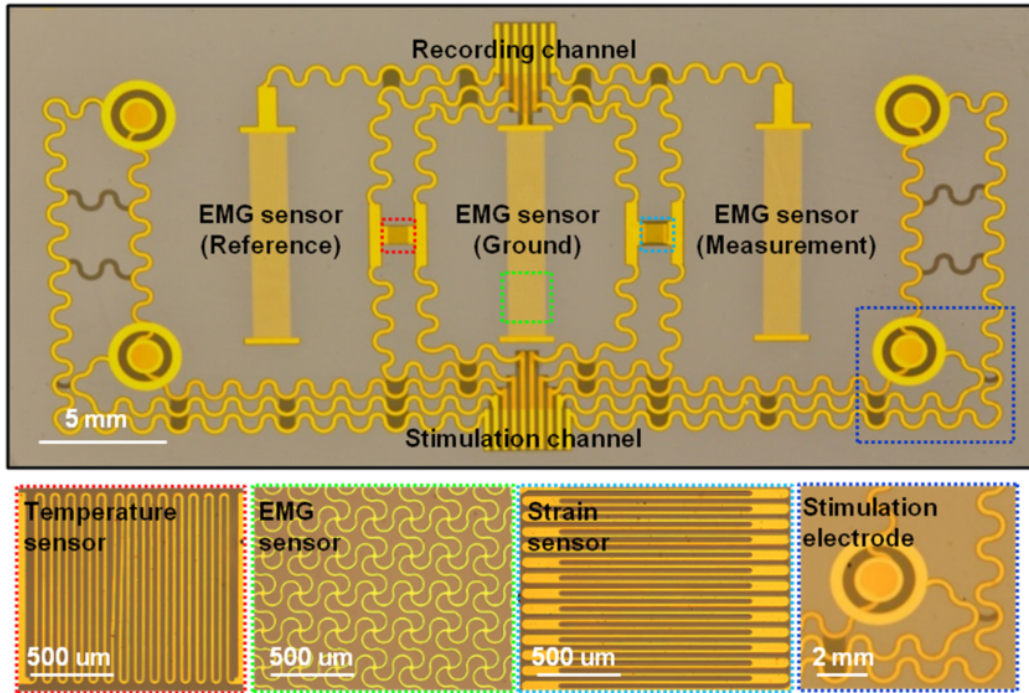 Recording channel
EMG sensor
(Reference)
EMG sensor
(Ground)
EMG sensor
(Measurement)
5 mm
Stimulation channel
Temperature
sensor
500 um
EMG
sensor
500 um
Strain
sensor
500 um
Stimulation
electrode
2 mm